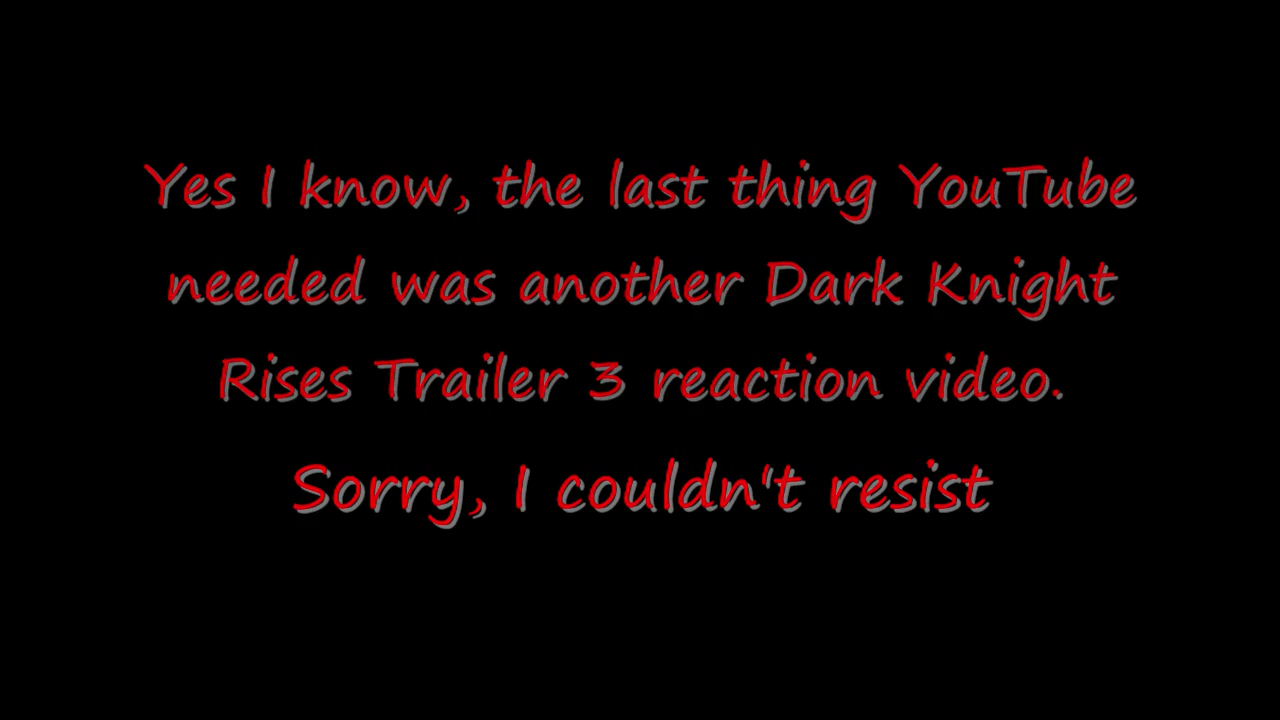 Yes I know, the last thing YouTube
needed was another Dark Knight
Rises Trailer 3 reaction video.
Sorry, I couldn't resist